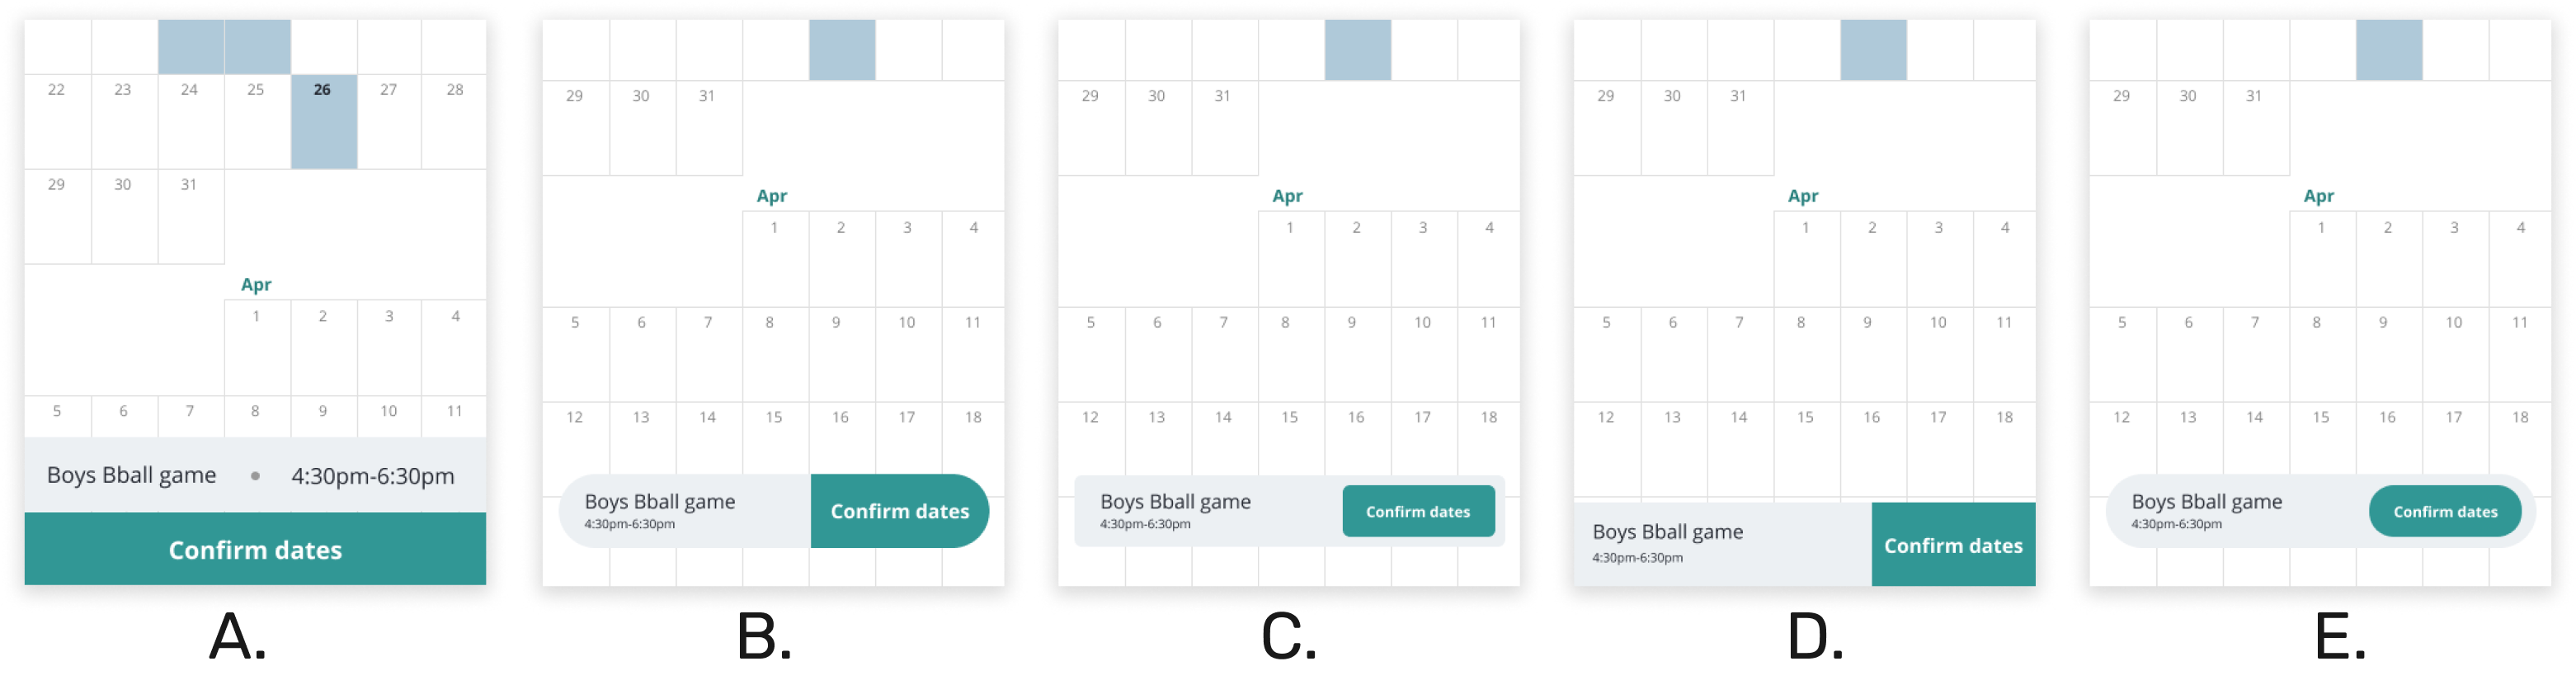 22 23 24 25 26 27 28
29 30 31
Apr
1 2 3 4
5 6 7 8 9 10 11
Boys Bball game • 4:30pm-6:30pm
Confirm dates
A.
29 30 31
Apr
1 2 3 4
5 6 7 8 9 10 11
12 13 14 15 16 17 18
Boys Bball game
4:30pm-6:30pm
Confirm dates
B.
29 30 31
Apr
1 2 3 4
5 6 7 8 9 10 11
12 13 14 15 16 17 18
Boys Bball game
4:30pm-6:30pm
Confirm dates
C.
29 30 31
Apr
1 2 3 4
5 6 7 8 9 10 11
12 13 14 15 16 17 18
Boys Bball game
4:30pm-6:30pm
Confirm dates
D.
29 30 31
Apr
1 2 3 4
5 6 7 8 9 10 11
12 13 14 15 16 17 18
Boys Bball game
4:30pm-6:30pm
Confirm dates
E.